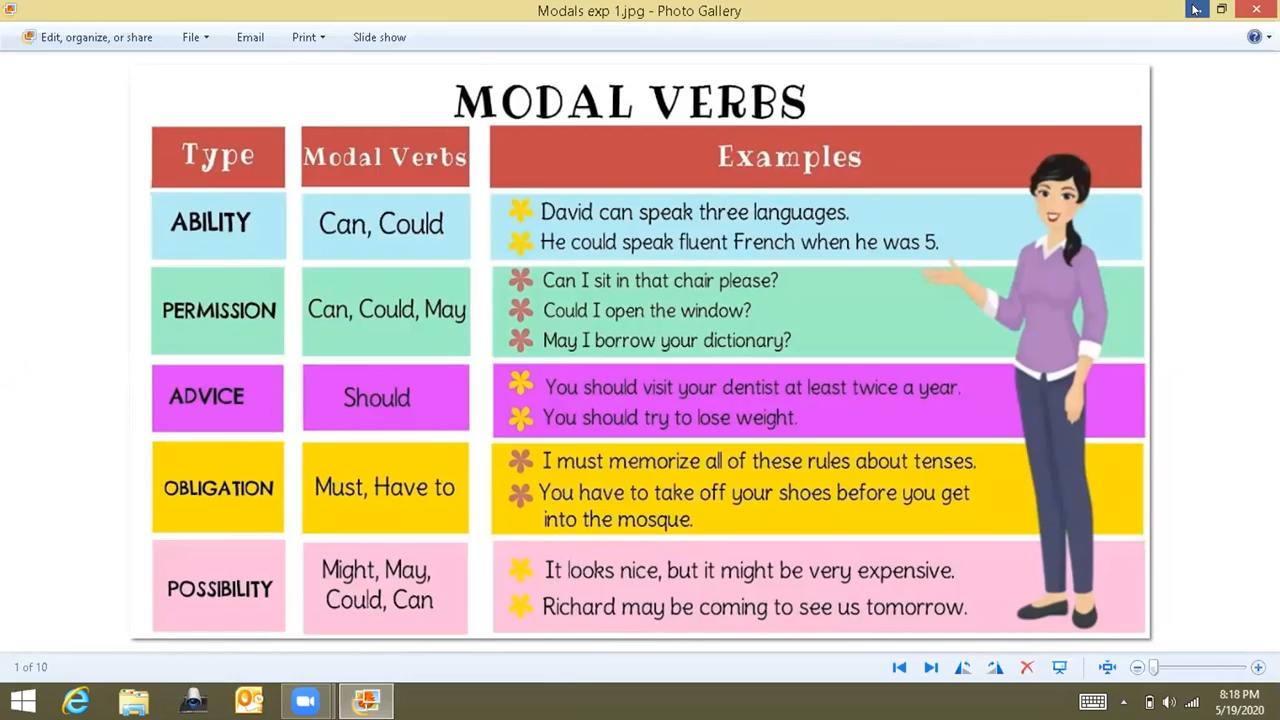 Modals exp 1.jpg - Photo Gallery
Edit, organize, or share File Email Print Slide show
MODAL VERBS
Type Modal Verbs Examples
ABILITY Can, Could
David can speak three languages.
He could speak fluent French when he was 5.
PERMISSION Can, Could, May
Can I sit in that chair please?
Could I open the window?
May I borrow your dictionary?
ADVICE Should
You should visit your dentist at least twice a year.
You should try to lose weight.
OBLIGATION Must, Have to
I must memorize all of these rules about tenses.
You have to take off your shoes before you get
into the mosque.
POSSIBILITY
Might, May,
Could, Can
It looks nice, but it might be very expensive.
Richard may be coming to see us tomorrow.
1 of 10
8:18 PM
5/19/2020